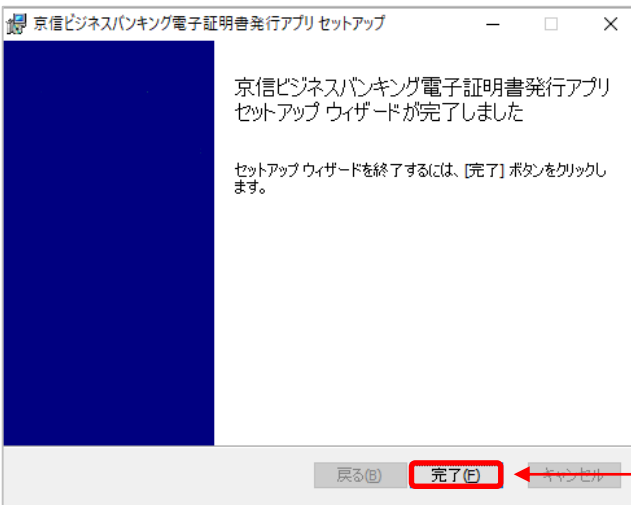 京信ビジネスバンキング電子証明書発行アプリ セットアップ
京信ビジネスバンキング電子証明書発行アプリ
セットアップ ウィザードが完了しました
セットアップ ウィザードを終了するには、[完了] ボタンをクリックし
ます。
戻る(B) 完了(F) キャンセル